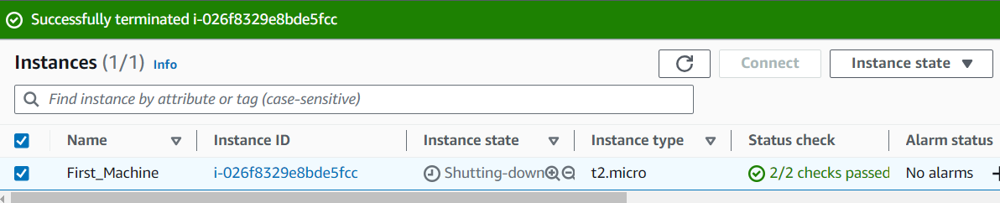 Successfully terminated i-026f8329e8bde5fcc
Instances (1/1) Info
Connect
Instance state
Find instance by attribute or tag (case-sensitive)
Name Instance ID Instance state Instance type Status check Alarm status
First_Machine i-026f8329e8bde5fcc Shutting-down t2.micro 2/2 checks passed No alarms